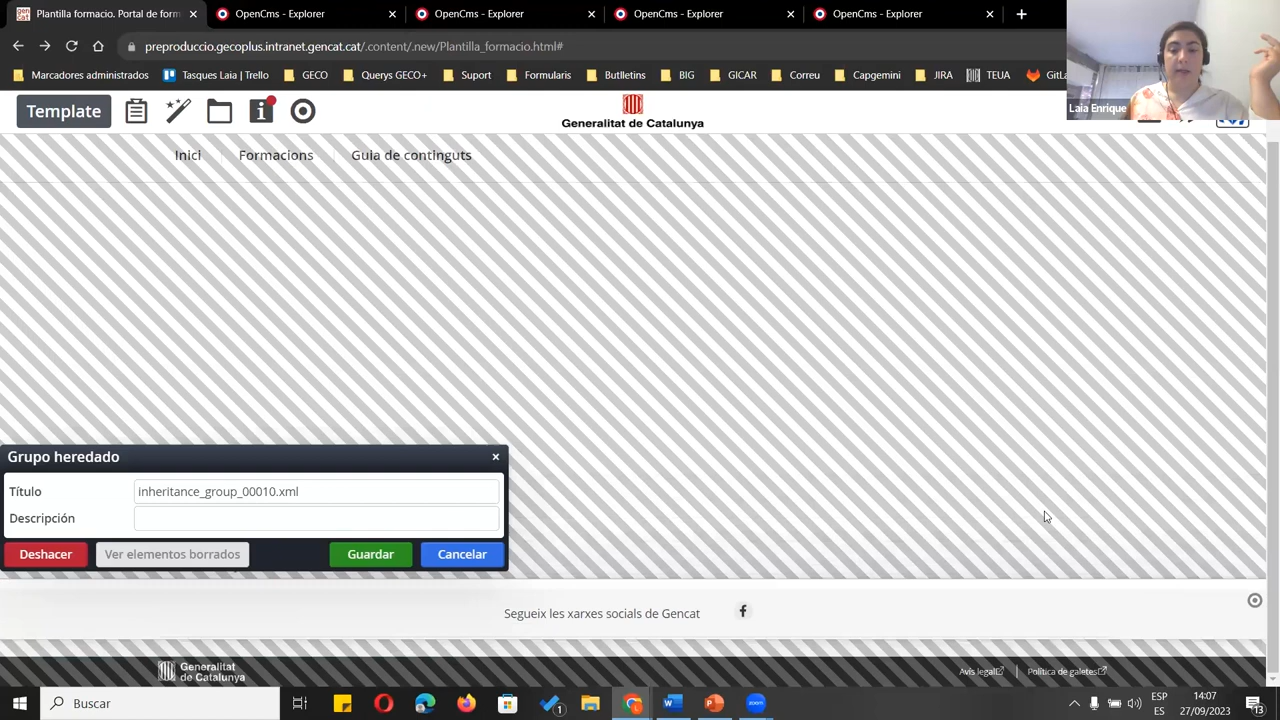 Plantilla formacio. Portal de form
OpenCms - Explorer
OpenCms - Explorer
OpenCms - Explorer
OpenCms - Explorer
preproduccio.gecoplus.intranet.gencat.cat/.content/.new/Plantilla_formacio.html#
Marcadores administrados
Tasques Laia | Trello
GECO
Querys GECO+
Suport
Formularis
Butlletins
BIG
GICAR
Correu
Capgemini
JIRA
TEUA
GitLa
Laia Enrique
Template
Generalitat de Catalunya
Inici
Formacions
Guia de continguts
Grupo heredado
Título
inheritance_group_00010.xml
Descripción
Deshacer
Ver elementos borrados
Guardar
Cancelar
Segueix les xarxes socials de Gencat
Generalitat
de Catalunya
Avís legal
Política de galetes
Buscar
ESP
ES
14:07
27/09/2023
13